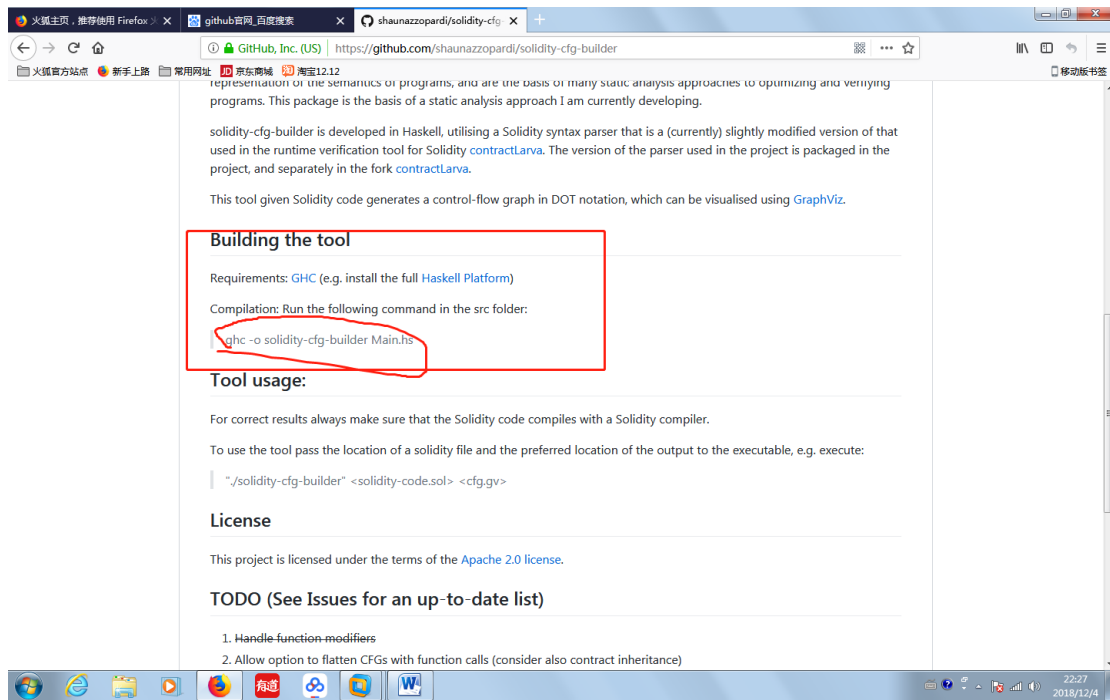 火狐主页，推荐使用 Firefox 火
github官网_百度搜索
shaunazzopardi/solidity-cfg-
GitHub, Inc. (US)
https://github.com/shaunazzopardi/solidity-cfg-builder
火狐官方站点 新手上路 常用网址 JD 京东商城 淘宝12.12
移动版书签
representation of the semantics of programs, and are the basis of many static analysis approaches to optimizing and verifying
programs. This package is the basis of a static analysis approach I am currently developing.
solidity-cfg-builder is developed in Haskell, utilising a Solidity syntax parser that is a (currently) slightly modified version of that
used in the runtime verification tool for Solidity contractLarva. The version of the parser used in the project is packaged in the
project, and separately in the fork contractLarva.
This tool given Solidity code generates a control-flow graph in DOT notation, which can be visualised using GraphViz.
Building the tool
Requirements: GHC (e.g. install the full Haskell Platform)
Compilation: Run the following command in the src folder:
ghc -o solidity-cfg-builder Main.hs
Tool usage:
For correct results always make sure that the Solidity code compiles with a Solidity compiler.
To use the tool pass the location of a solidity file and the preferred location of the output to the executable, e.g. execute:
"./solidity-cfg-builder" <solidity-code.sol> <cfg.gv>
License
This project is licensed under the terms of the Apache 2.0 license.
TODO (See Issues for an up-to-date list)
1. Handle function modifiers
2. Allow option to flatten CFGs with function calls (consider also contract inheritance)
有道
W
22:27
2018/12/4